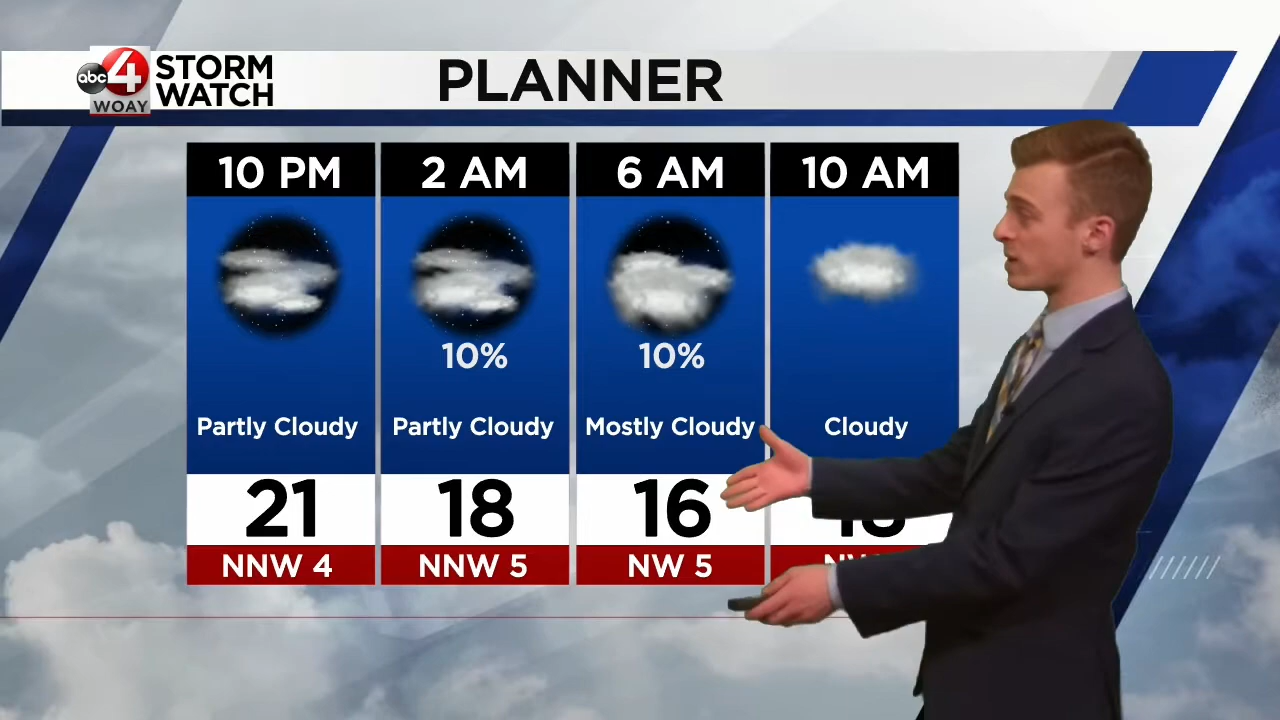 abc 4
WOAY
STORM
WATCH
PLANNER
10 PM
2 AM
6 AM
10 AM
10%
10%
Partly Cloudy
Partly Cloudy
Mostly Cloudy
Cloudy
21
18
16
NNW 4
NNW 5
NW 5